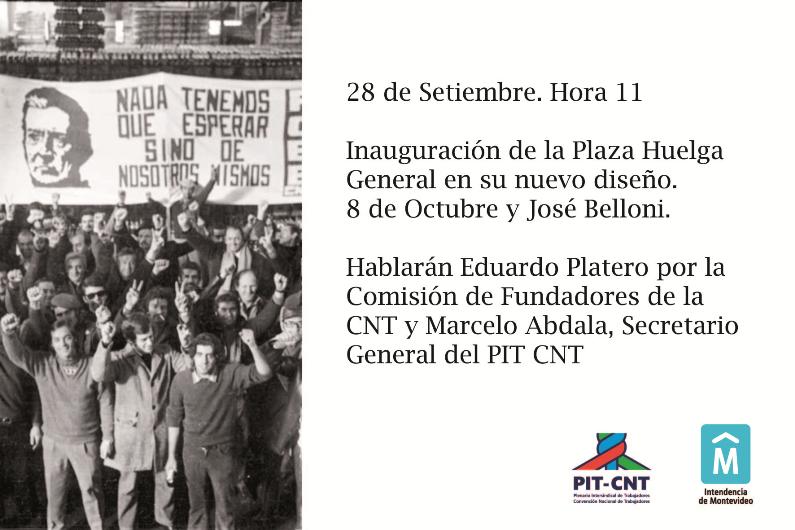 NADA TENEMOS
QUE ESPERAR
SINO DE
NOSOTROS MISMOS
28 de Setiembre. Hora 11
Inauguración de la Plaza Huelga
General en su nuevo diseño.
8 de Octubre y José Belloni.
Hablarán Eduardo Platero por la
Comisión de Fundadores de la
CNT y Marcelo Abdala, Secretario
General del PIT CNT
PIT-CNT
Plenario Intersindical de Trabajadores
Convención Nacional de Trabajadores
M
Intendencia
de Montevideo